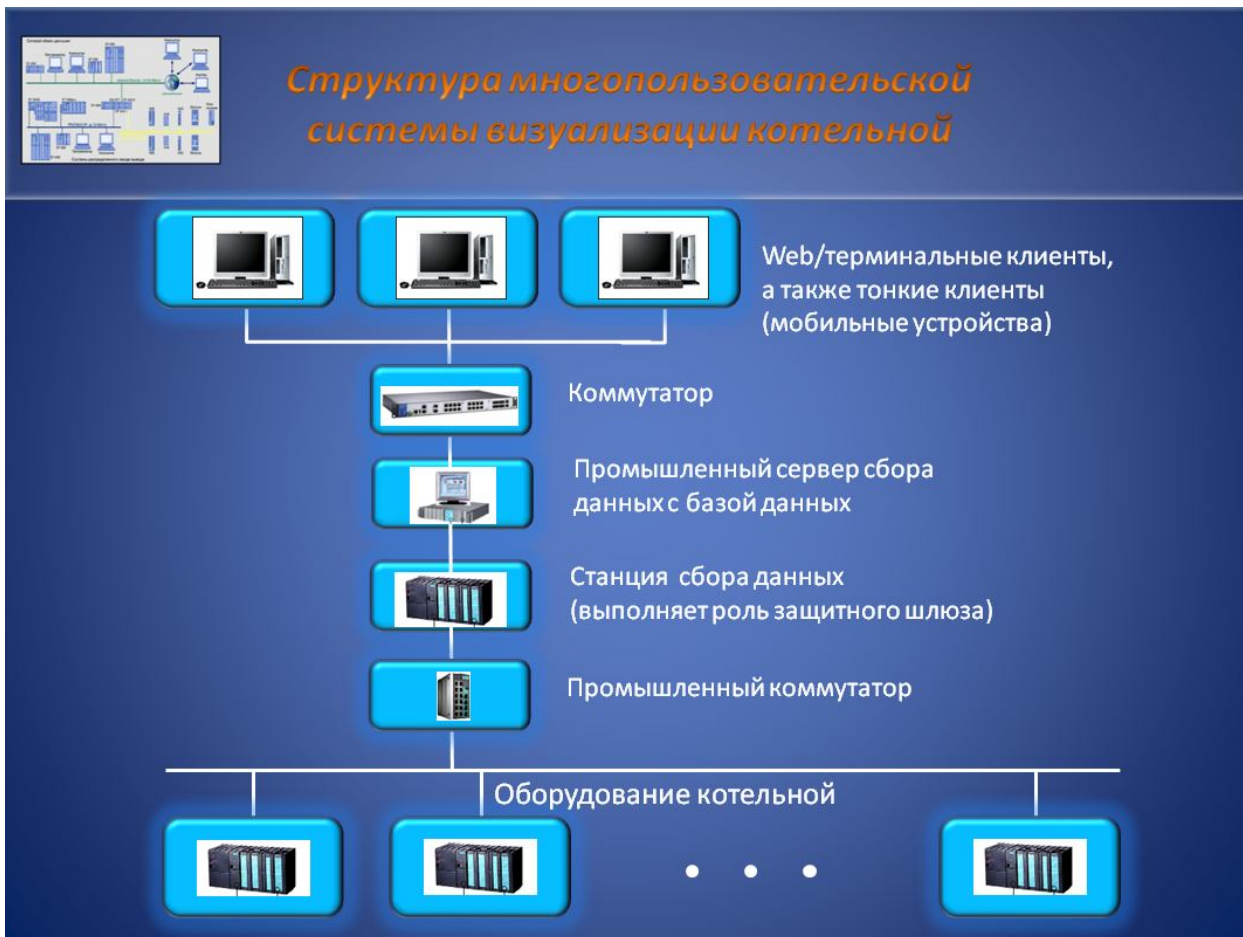 Структура многопользовательской
системы визуализации котельной
Web/терминальные клиенты,
а также тонкие клиенты
(мобильные устройства)
Коммутатор
Промышленный сервер сбора
данных с базой данных
Станция сбора данных
(выполняет роль защитного шлюза)
Промышленный коммутатор
Оборудование котельной